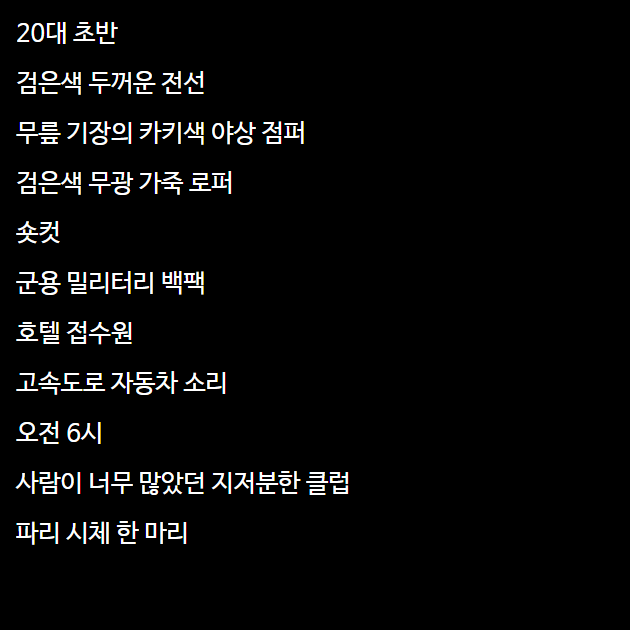 20대 초반
검은색 두꺼운 전선
무릎 기장의 카키색 야상 점퍼
검은색 무광 가죽 로퍼
숏컷
군용 밀리터리 백팩
호텔 접수원
고속도로 자동차 소리
오전 6시
사람이 너무 많았던 지저분한 클럽
파리 시체 한 마리